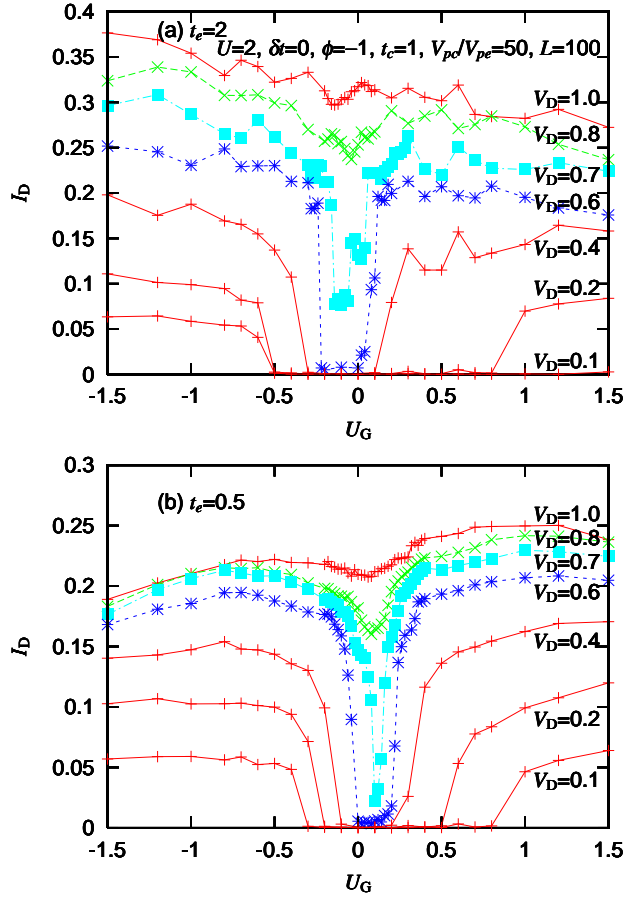 (a) tₑ=2
U=2, δt=0, ϕ=−1, t_c=1, V_pc/V_pe=50, L=100
0.4
0.35
0.3
0.25
0.2
0.15
0.1
0.05
0
I_D
V_D=1.0
V_D=0.8
V_D=0.7
V_D=0.6
V_D=0.4
V_D=0.2
V_D=0.1
-1.5 -1 -0.5 0 0.5 1 1.5
U_G
(b) tₑ=0.5
0.3
0.25
0.2
0.15
0.1
0.05
0
I_D
V_D=1.0
V_D=0.8
V_D=0.7
V_D=0.6
V_D=0.4
V_D=0.2
V_D=0.1
-1.5 -1 -0.5 0 0.5 1 1.5
U_G